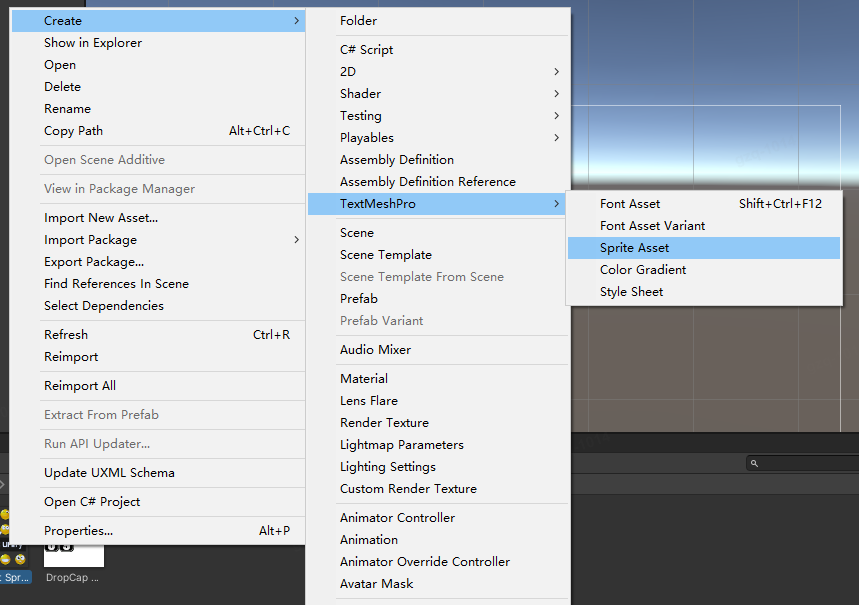 Create
Show in Explorer
Open
Delete
Rename
Copy Path Alt+Ctrl+C
Open Scene Additive
View in Package Manager
Import New Asset...
Import Package
Export Package...
Find References In Scene
Select Dependencies
Refresh Ctrl+R
Reimport
Reimport All
Extract From Prefab
Run API Updater...
Update UXML Schema
Open C# Project
Properties... Alt+P
Folder
C# Script
2D
Shader
Testing
Playables
Assembly Definition
Assembly Definition Reference
TextMeshPro
Scene
Scene Template
Scene Template From Scene
Prefab
Prefab Variant
Audio Mixer
Material
Lens Flare
Render Texture
Lightmap Parameters
Lighting Settings
Custom Render Texture
Animator Controller
Animation
Animator Override Controller
Avatar Mask
Font Asset Shift+Ctrl+F12
Font Asset Variant
Sprite Asset
Color Gradient
Style Sheet
Spr...
DropCap ...